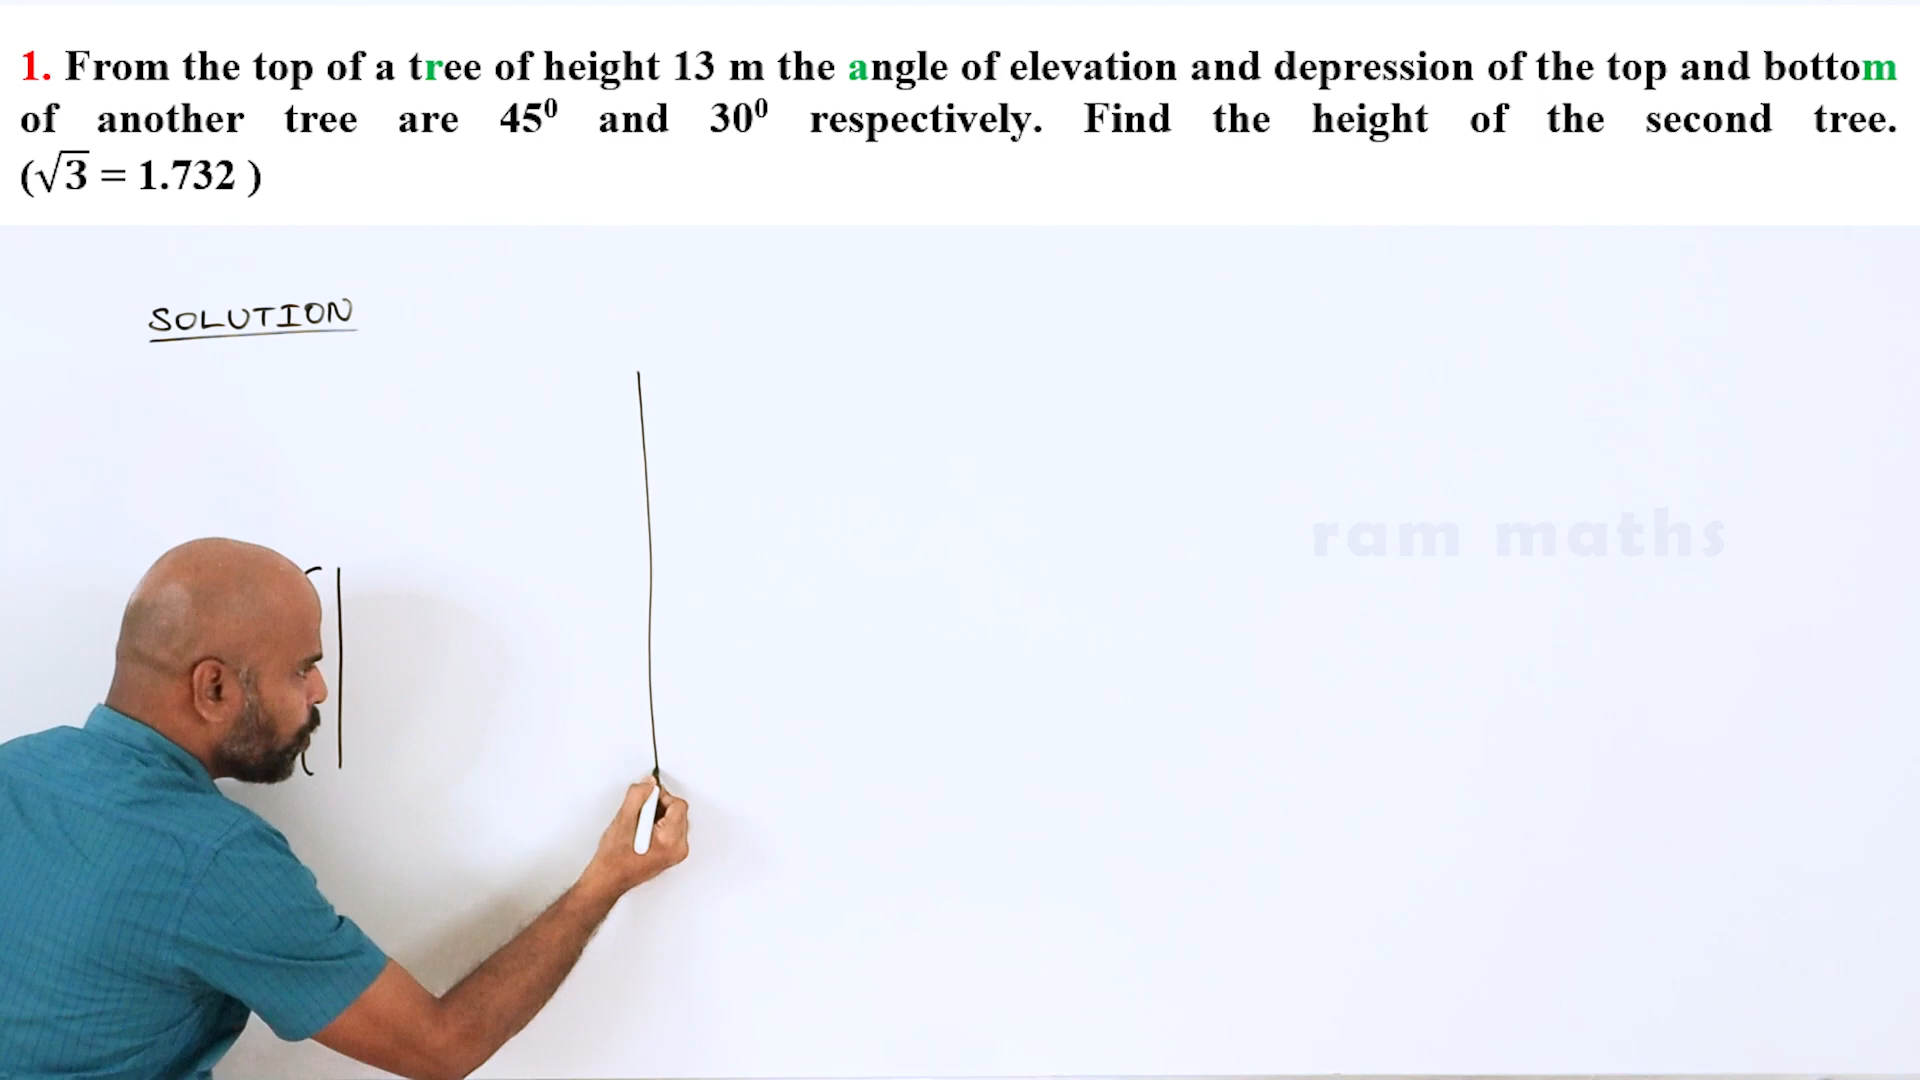 1. From the top of a tree of height 13 m the angle of elevation and depression of the top and bottom
of another tree are 45⁰ and 30⁰ respectively. Find the height of the second tree.
(√3 = 1.732 )
SOLUTION
ram maths